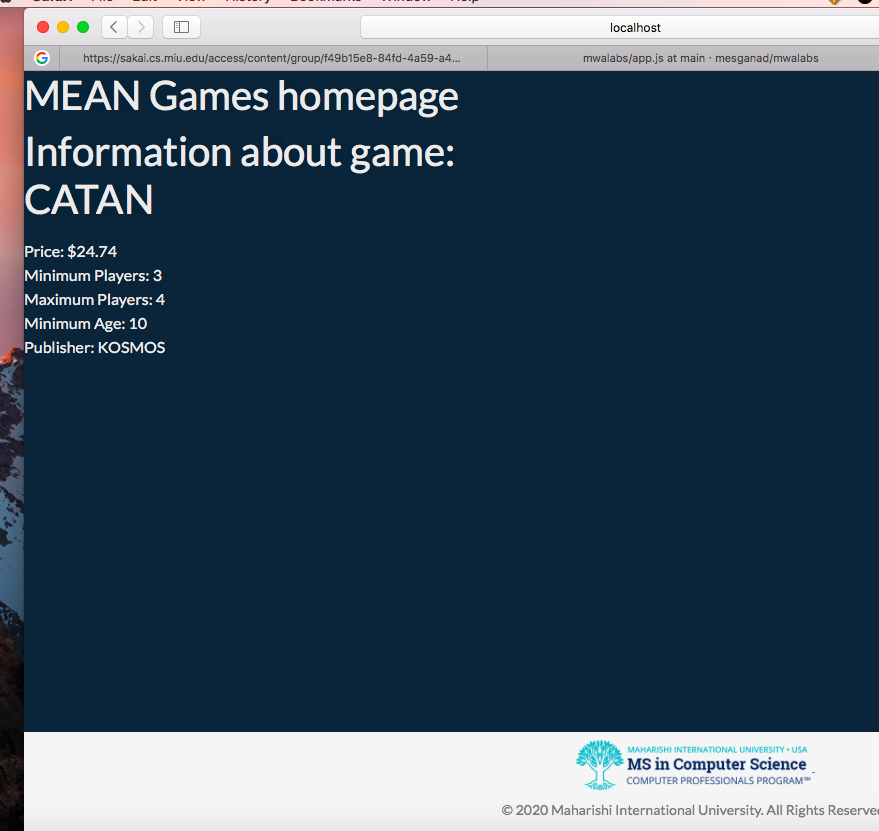 localhost
https://sakai.cs.miu.edu/access/content/group/f49b15e8-84fd-4a59-a4...
mwalabs/app.js at main · mesganad/mwalabs
MEAN Games homepage
Information about game:
CATAN
Price: $24.74
Minimum Players: 3
Maximum Players: 4
Minimum Age: 10
Publisher: KOSMOS
MAHARISHI INTERNATIONAL UNIVERSITY • USA
MS in Computer Science
COMPUTER PROFESSIONALS PROGRAM℠
© 2020 Maharishi International University. All Rights Reserve